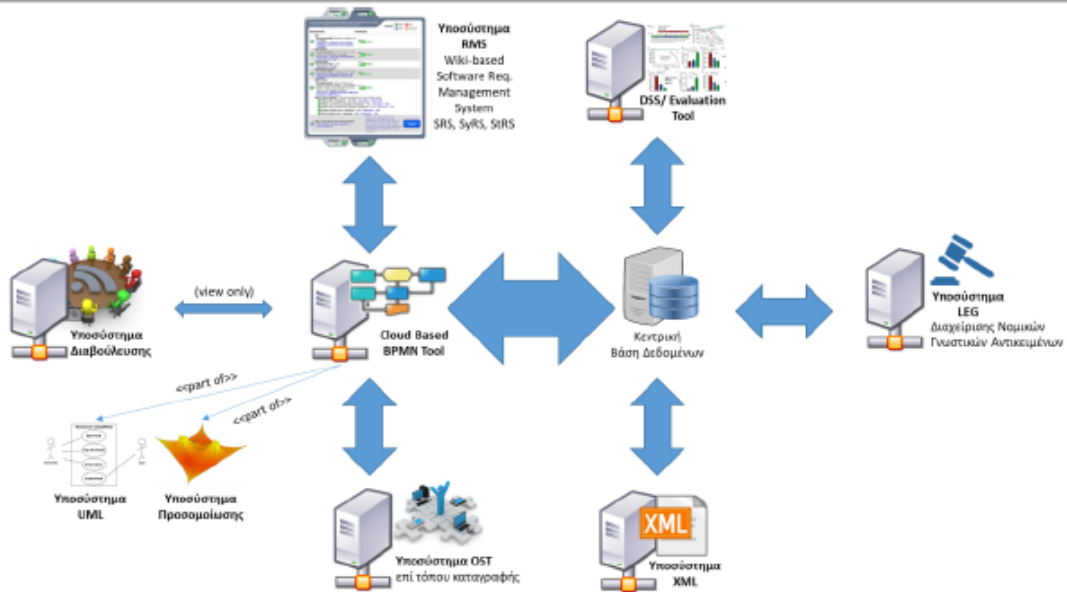 Υποσύστημα
RMS
Wiki-based
Software Req.
Management
System
SRS, SyRS, StRS
DSS/ Evaluation
Tool
(view only)
Υποσύστημα
Διαβούλευσης
Cloud Based
BPMN Tool
Κεντρική
Βάση Δεδομένων
Υποσύστημα
LEG
Διαχείρισης Νομικών
Γνωστικών Αντικειμένων
<<part of>>
<<part of>>
Υποσύστημα
UML
Υποσύστημα
Προσομοίωσης
Υποσύστημα OST
επί τόπου καταγραφής
XML
Υποσύστημα
XML